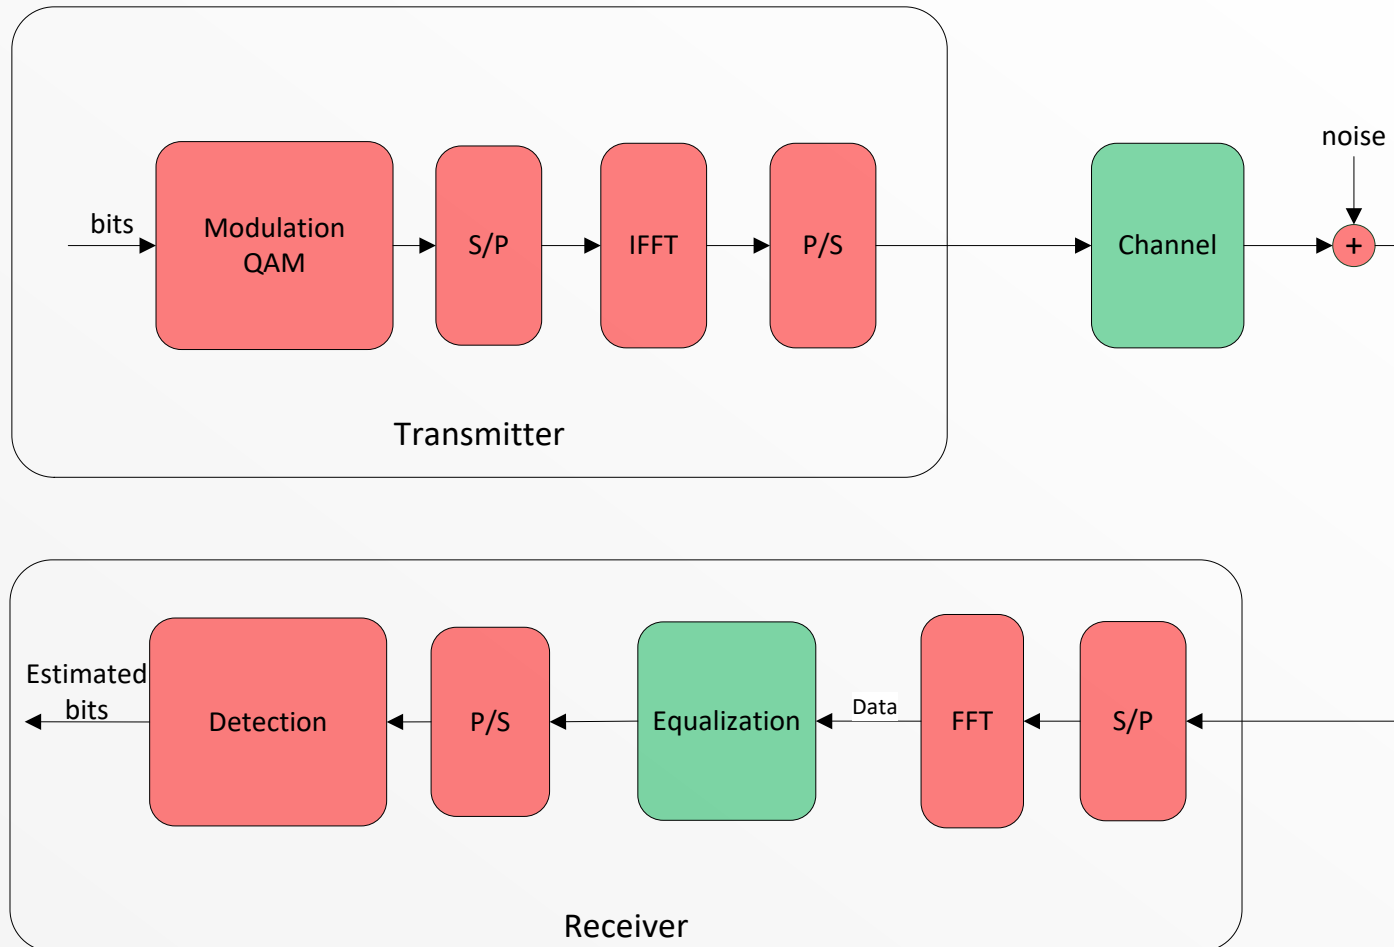 bits
Modulation
QAM
S/P
IFFT
P/S
Channel
noise
+
Transmitter
Estimated
bits
Detection
P/S
Equalization
Data
FFT
S/P
Receiver